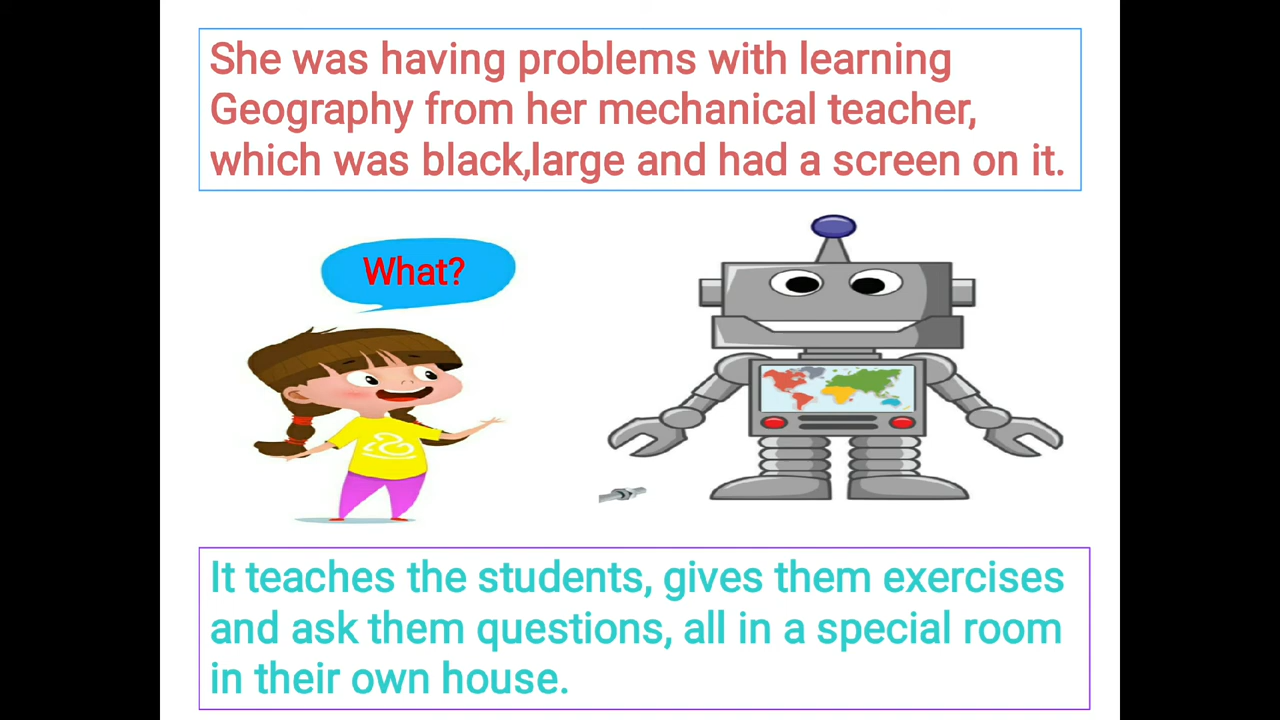 She was having problems with learning
Geography from her mechanical teacher,
which was black,large and had a screen on it.
What?
It teaches the students, gives them exercises
and ask them questions, all in a special room
in their own house.